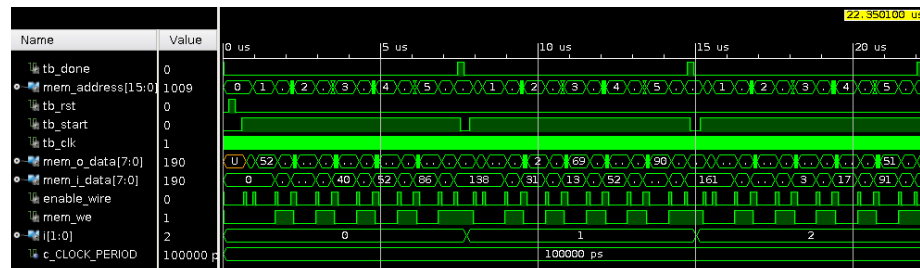 22.350100 us
Name Value 0 us 5 us 10 us 15 us 20 us
tb_done 0
mem_address[15:0] 1009 0 1 . 2 . 3 . 4 . 5 . . 1 . 2 . 3 . 4 . 5 . . 1 . 2 . 3 . 4 . 5 .
tb_rst 0
tb_start 0
tb_clk 1
mem_o_data[7:0] 190 U 52 2 69 90 51
mem_i_data[7:0] 190 0 40 52 86 138 31 13 52 161 3 17 91
enable_wire 0
mem_we 1
i[1:0] 2 0 1 2
c_CLOCK_PERIOD 100000 p 100000 ps